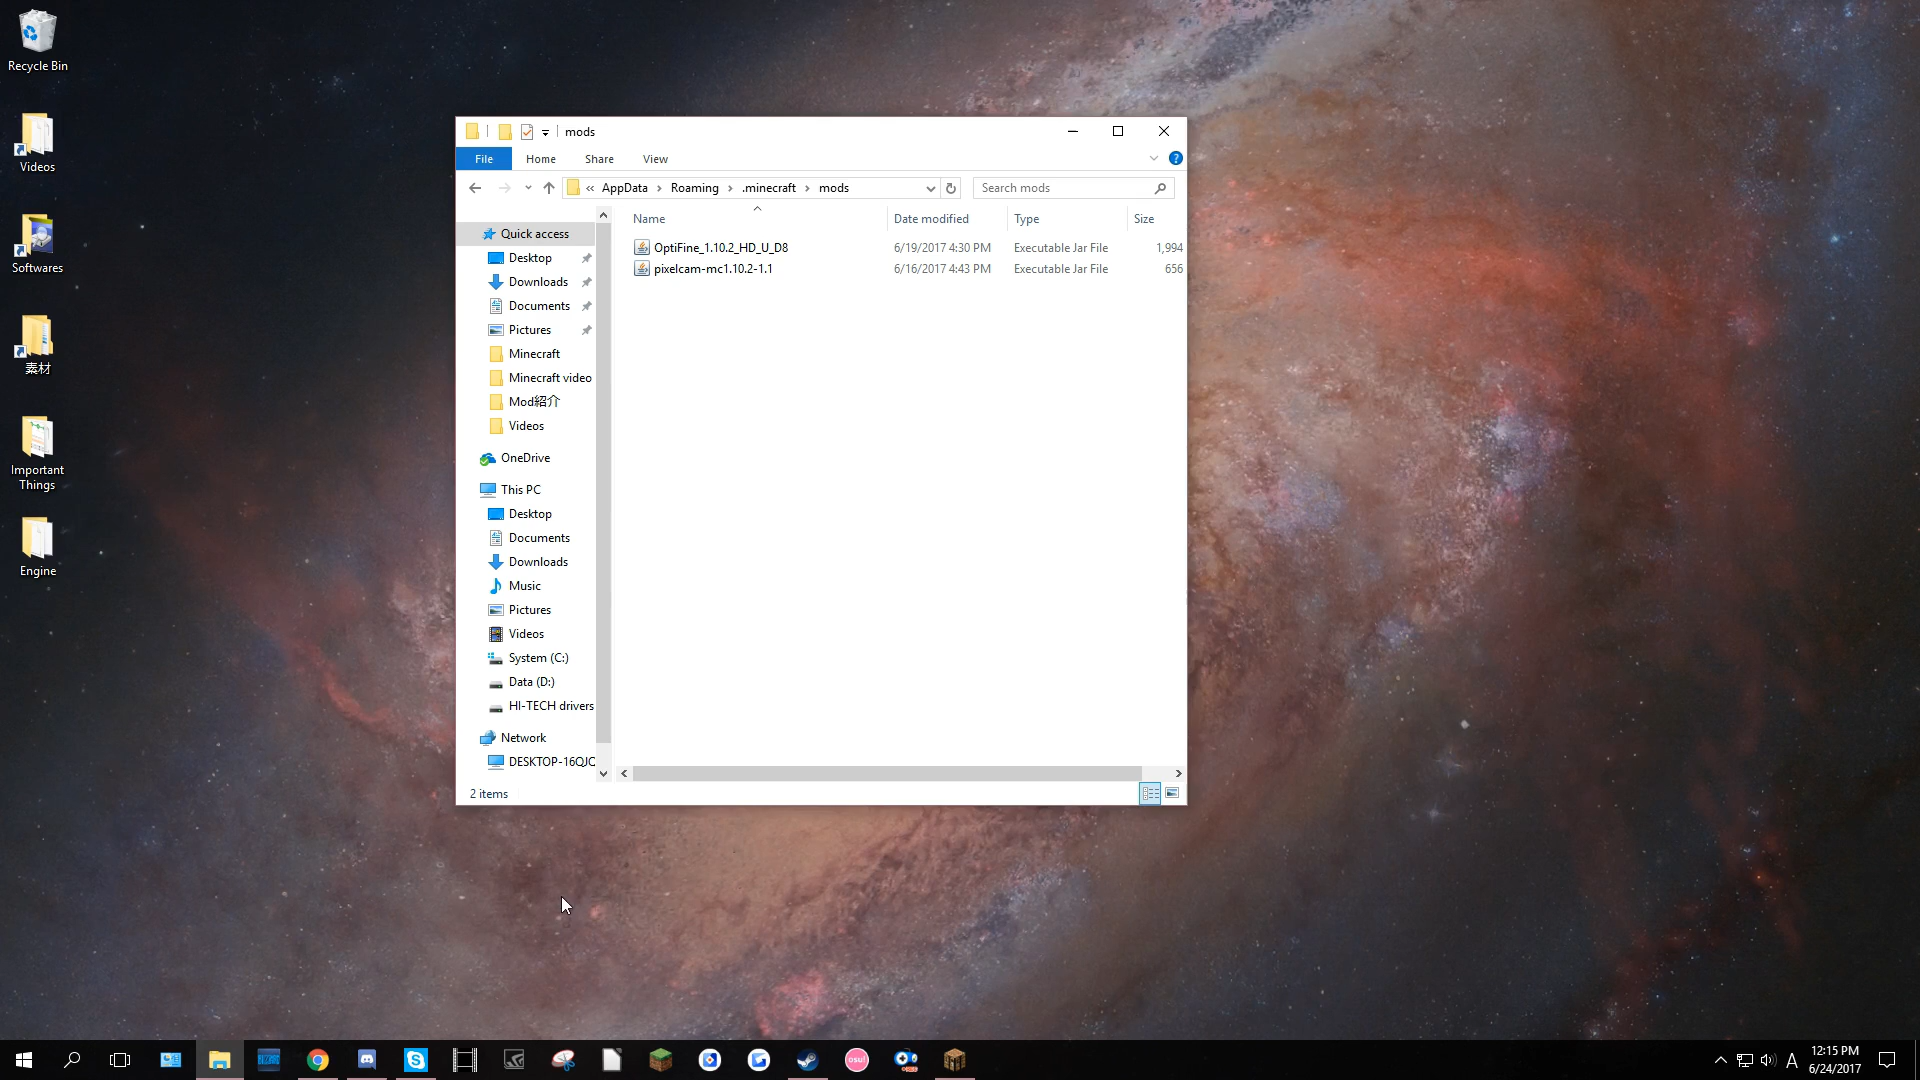 Recycle Bin
Videos
Softwares
素材
Important
Things
Engine
mods
File Home Share View
« AppData › Roaming › .minecraft › mods
Search mods
Name Date modified Type Size
OptiFine_1.10.2_HD_U_D8 6/19/2017 4:30 PM Executable Jar File 1,994
pixelcam-mc1.10.2-1.1 6/16/2017 4:43 PM Executable Jar File 656
Quick access
Desktop
Downloads
Documents
Pictures
Minecraft
Minecraft video
Mod紹介
Videos
OneDrive
This PC
Desktop
Documents
Downloads
Music
Pictures
Videos
System (C:)
Data (D:)
HI-TECH drivers
Network
DESKTOP-16QJC
2 items
osu!
A
12:15 PM
6/24/2017